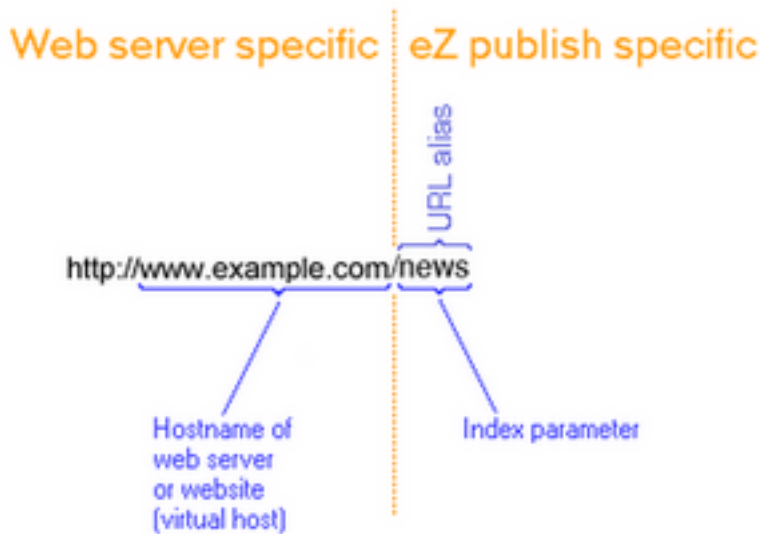 Web server specific eZ publish specific
URL alias
http://www.example.com/news
Hostname of
web server
or website
(virtual host)
Index parameter